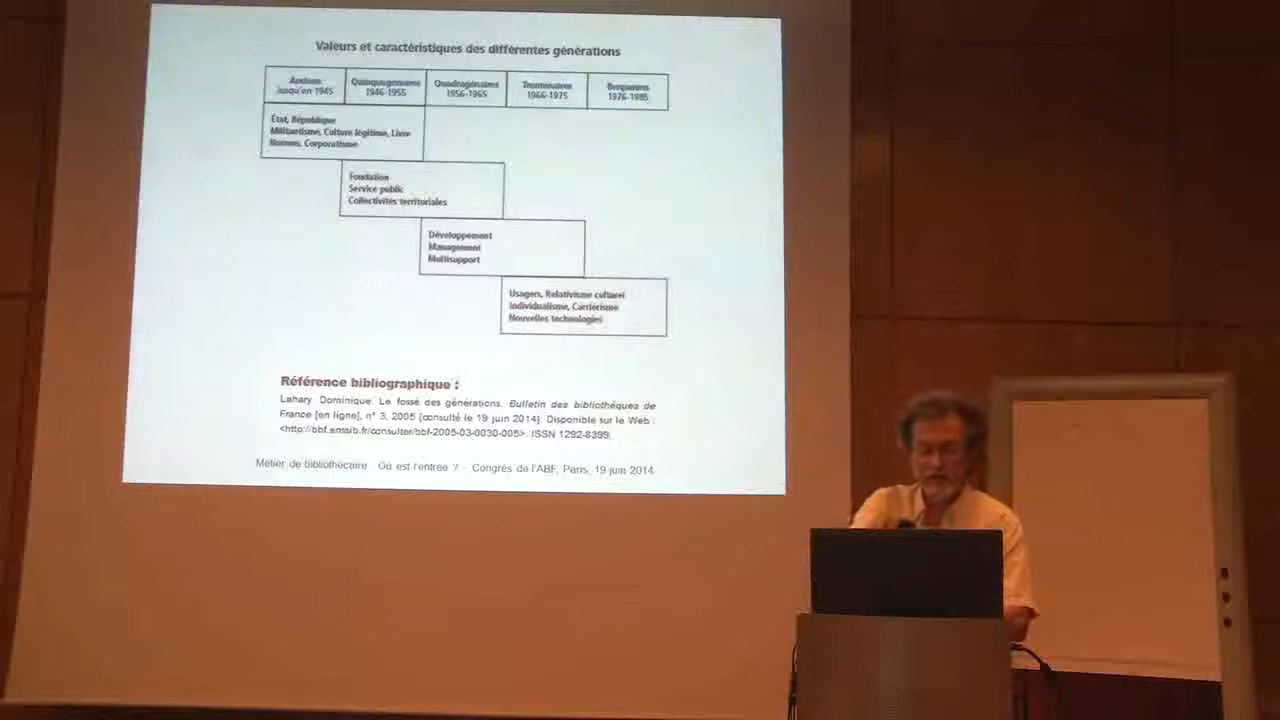 Valeurs et caractéristiques des différentes générations
Anciens Quinquagénaires Quadragénaires Trentenaires Benjamins
Jusqu'en 1945 1946-1955 1956-1965 1966-1975 1976-1985
État, République
Militantisme, Culture légitime, Livre
Normes, Corporatisme
Fondation
Service public
Collectivités territoriales
Développement
Management
Multisupport
Usagers, Relativisme culturel
Individualisme, Carriérisme
Nouvelles technologies
Référence bibliographique :
Lahary Dominique. Le fossé des générations. Bulletin des bibliothèques de
France [en ligne], n° 3, 2005 [consulté le 19 juin 2014]. Disponible sur le Web :
<http://bbf.enssib.fr/consulter/bbf-2005-03-0030-005>. ISSN 1292-8399.
Métier de bibliothécaire Où est l'entrée ? - Congrès de l'ABF, Paris, 19 juin 2014